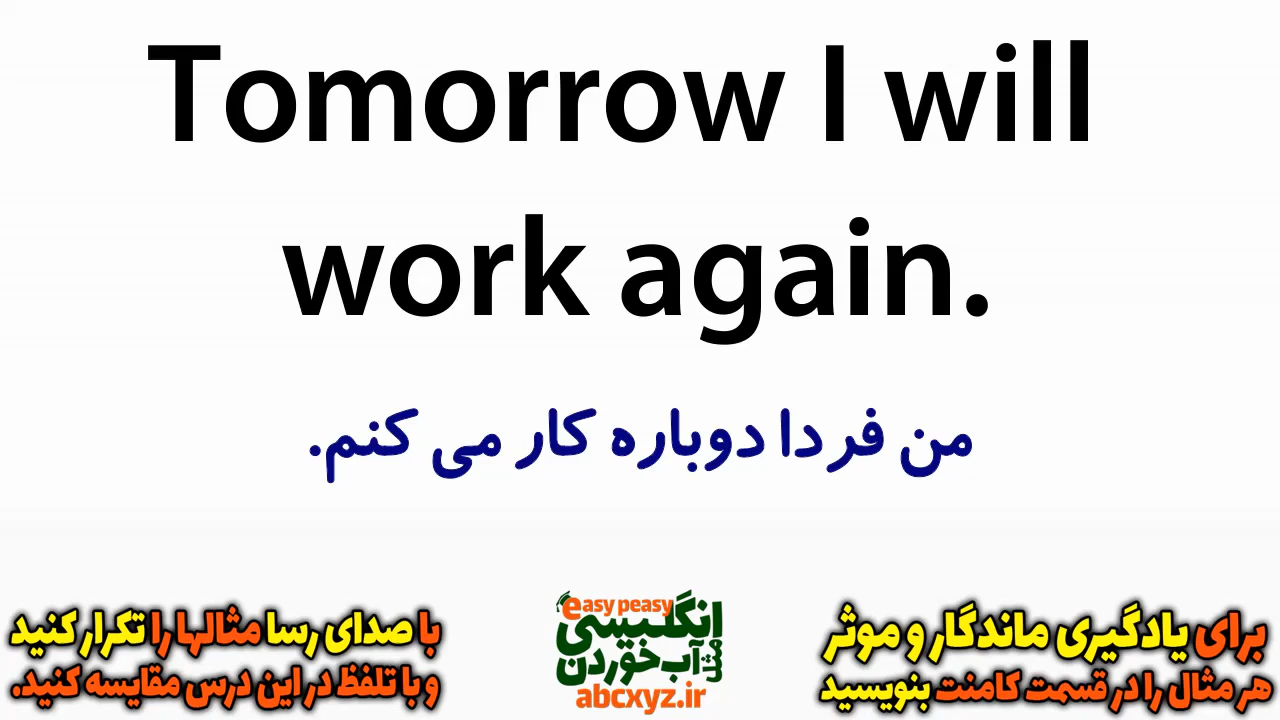 Tomorrow I will
work again.
من فردا دوباره کار می کنم.
برای یادگیری ماندگار و موثر
هر مثال را در قسمت کامنت بنویسید
easy peasy
انگلیسی
مثل آب خوردن
abcxyz.ir
با صدای رسا مثالها را تکرار کنید
و با تلفظ در این درس مقایسه کنید.